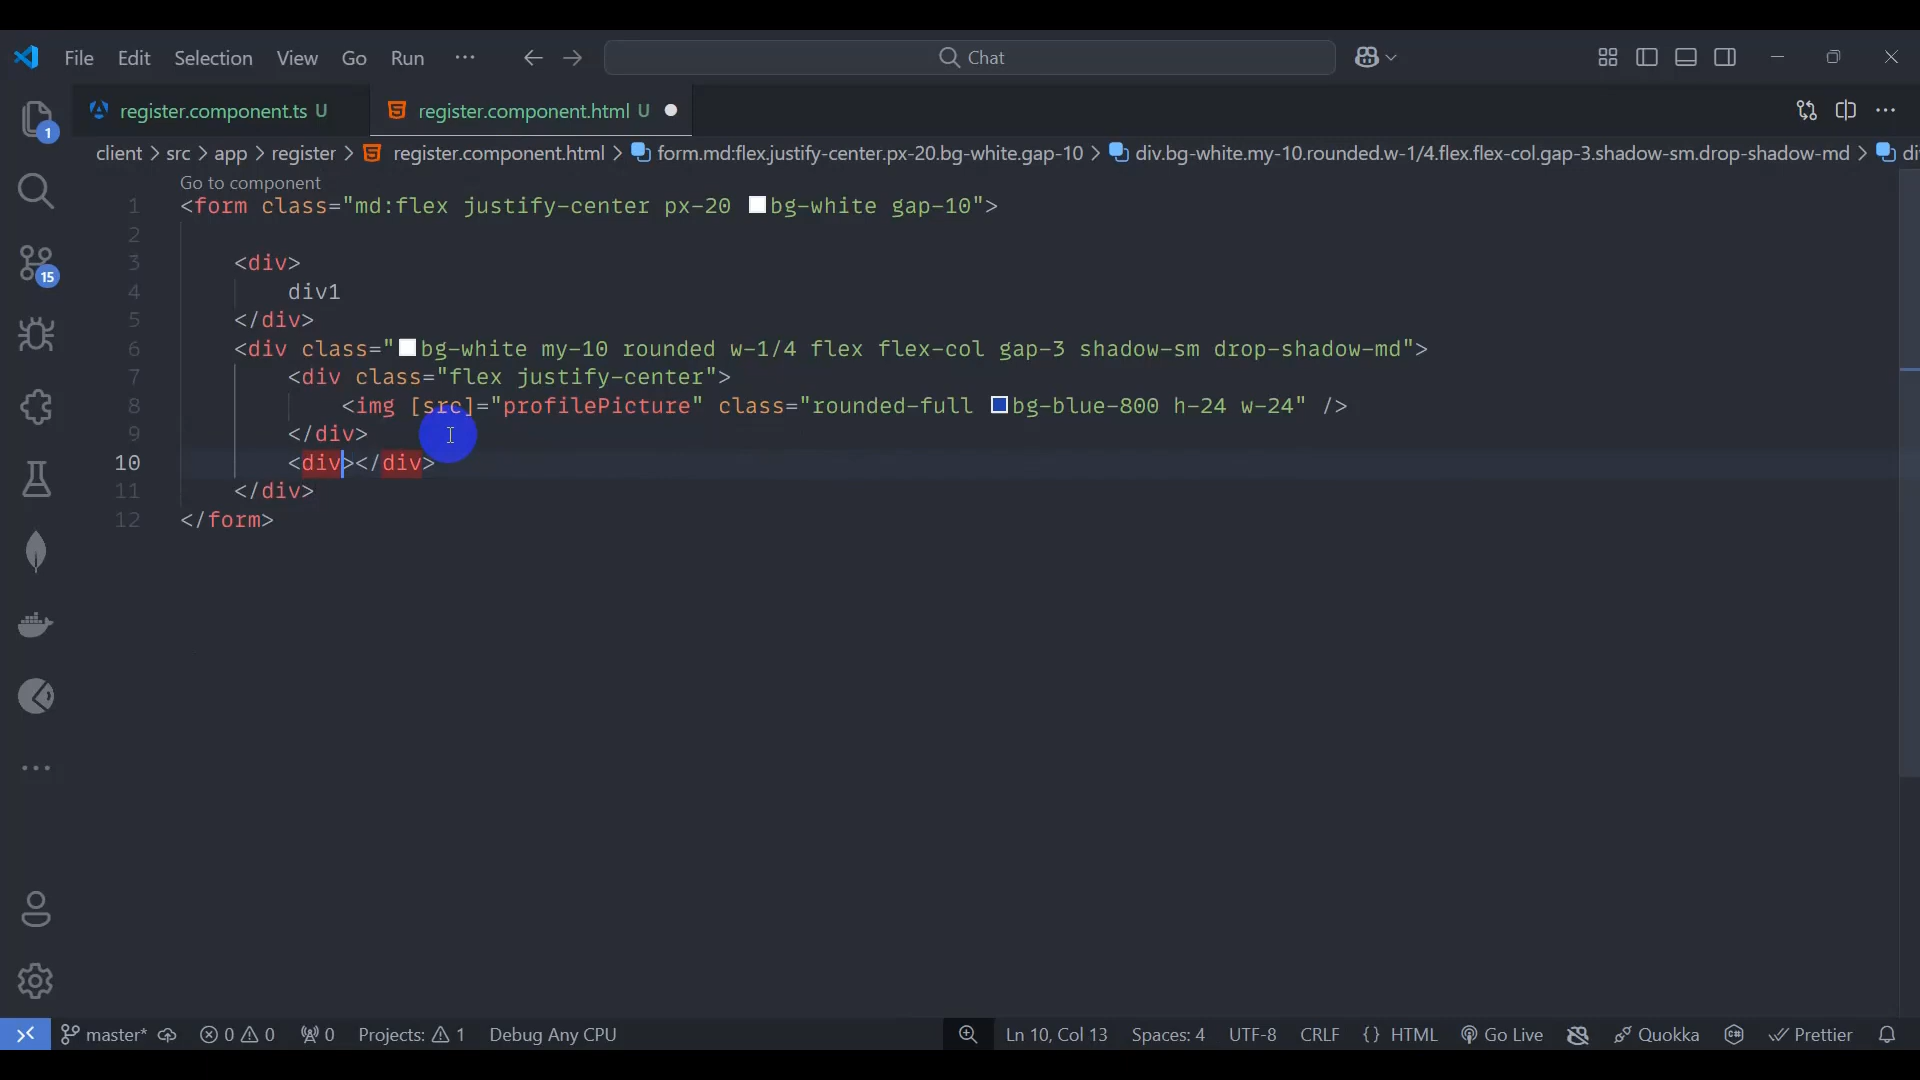 File Edit Selection View Go Run ··· Chat
register.component.ts U register.component.html U
client > src > app > register > register.component.html > form.md:flex.justify-center.px-20.bg-white.gap-10 > div.bg-white.my-10.rounded.w-1/4.flex.flex-col.gap-3.shadow-sm.drop-shadow-md > di
Go to component
1 <form class="md:flex justify-center px-20 bg-white gap-10">
2
3 <div>
4 div1
5 </div>
6 <div class="bg-white my-10 rounded w-1/4 flex flex-col gap-3 shadow-sm drop-shadow-md">
7 <div class="flex justify-center">
8 <img [src]="profilePicture" class="rounded-full bg-blue-800 h-24 w-24" />
9 </div>
10 <div></div>
11 </div>
12 </form>
1
15
master* 0 0 0 Projects: 1 Debug Any CPU Ln 10, Col 13 Spaces: 4 UTF-8 CRLF {} HTML Go Live Quokka Prettier